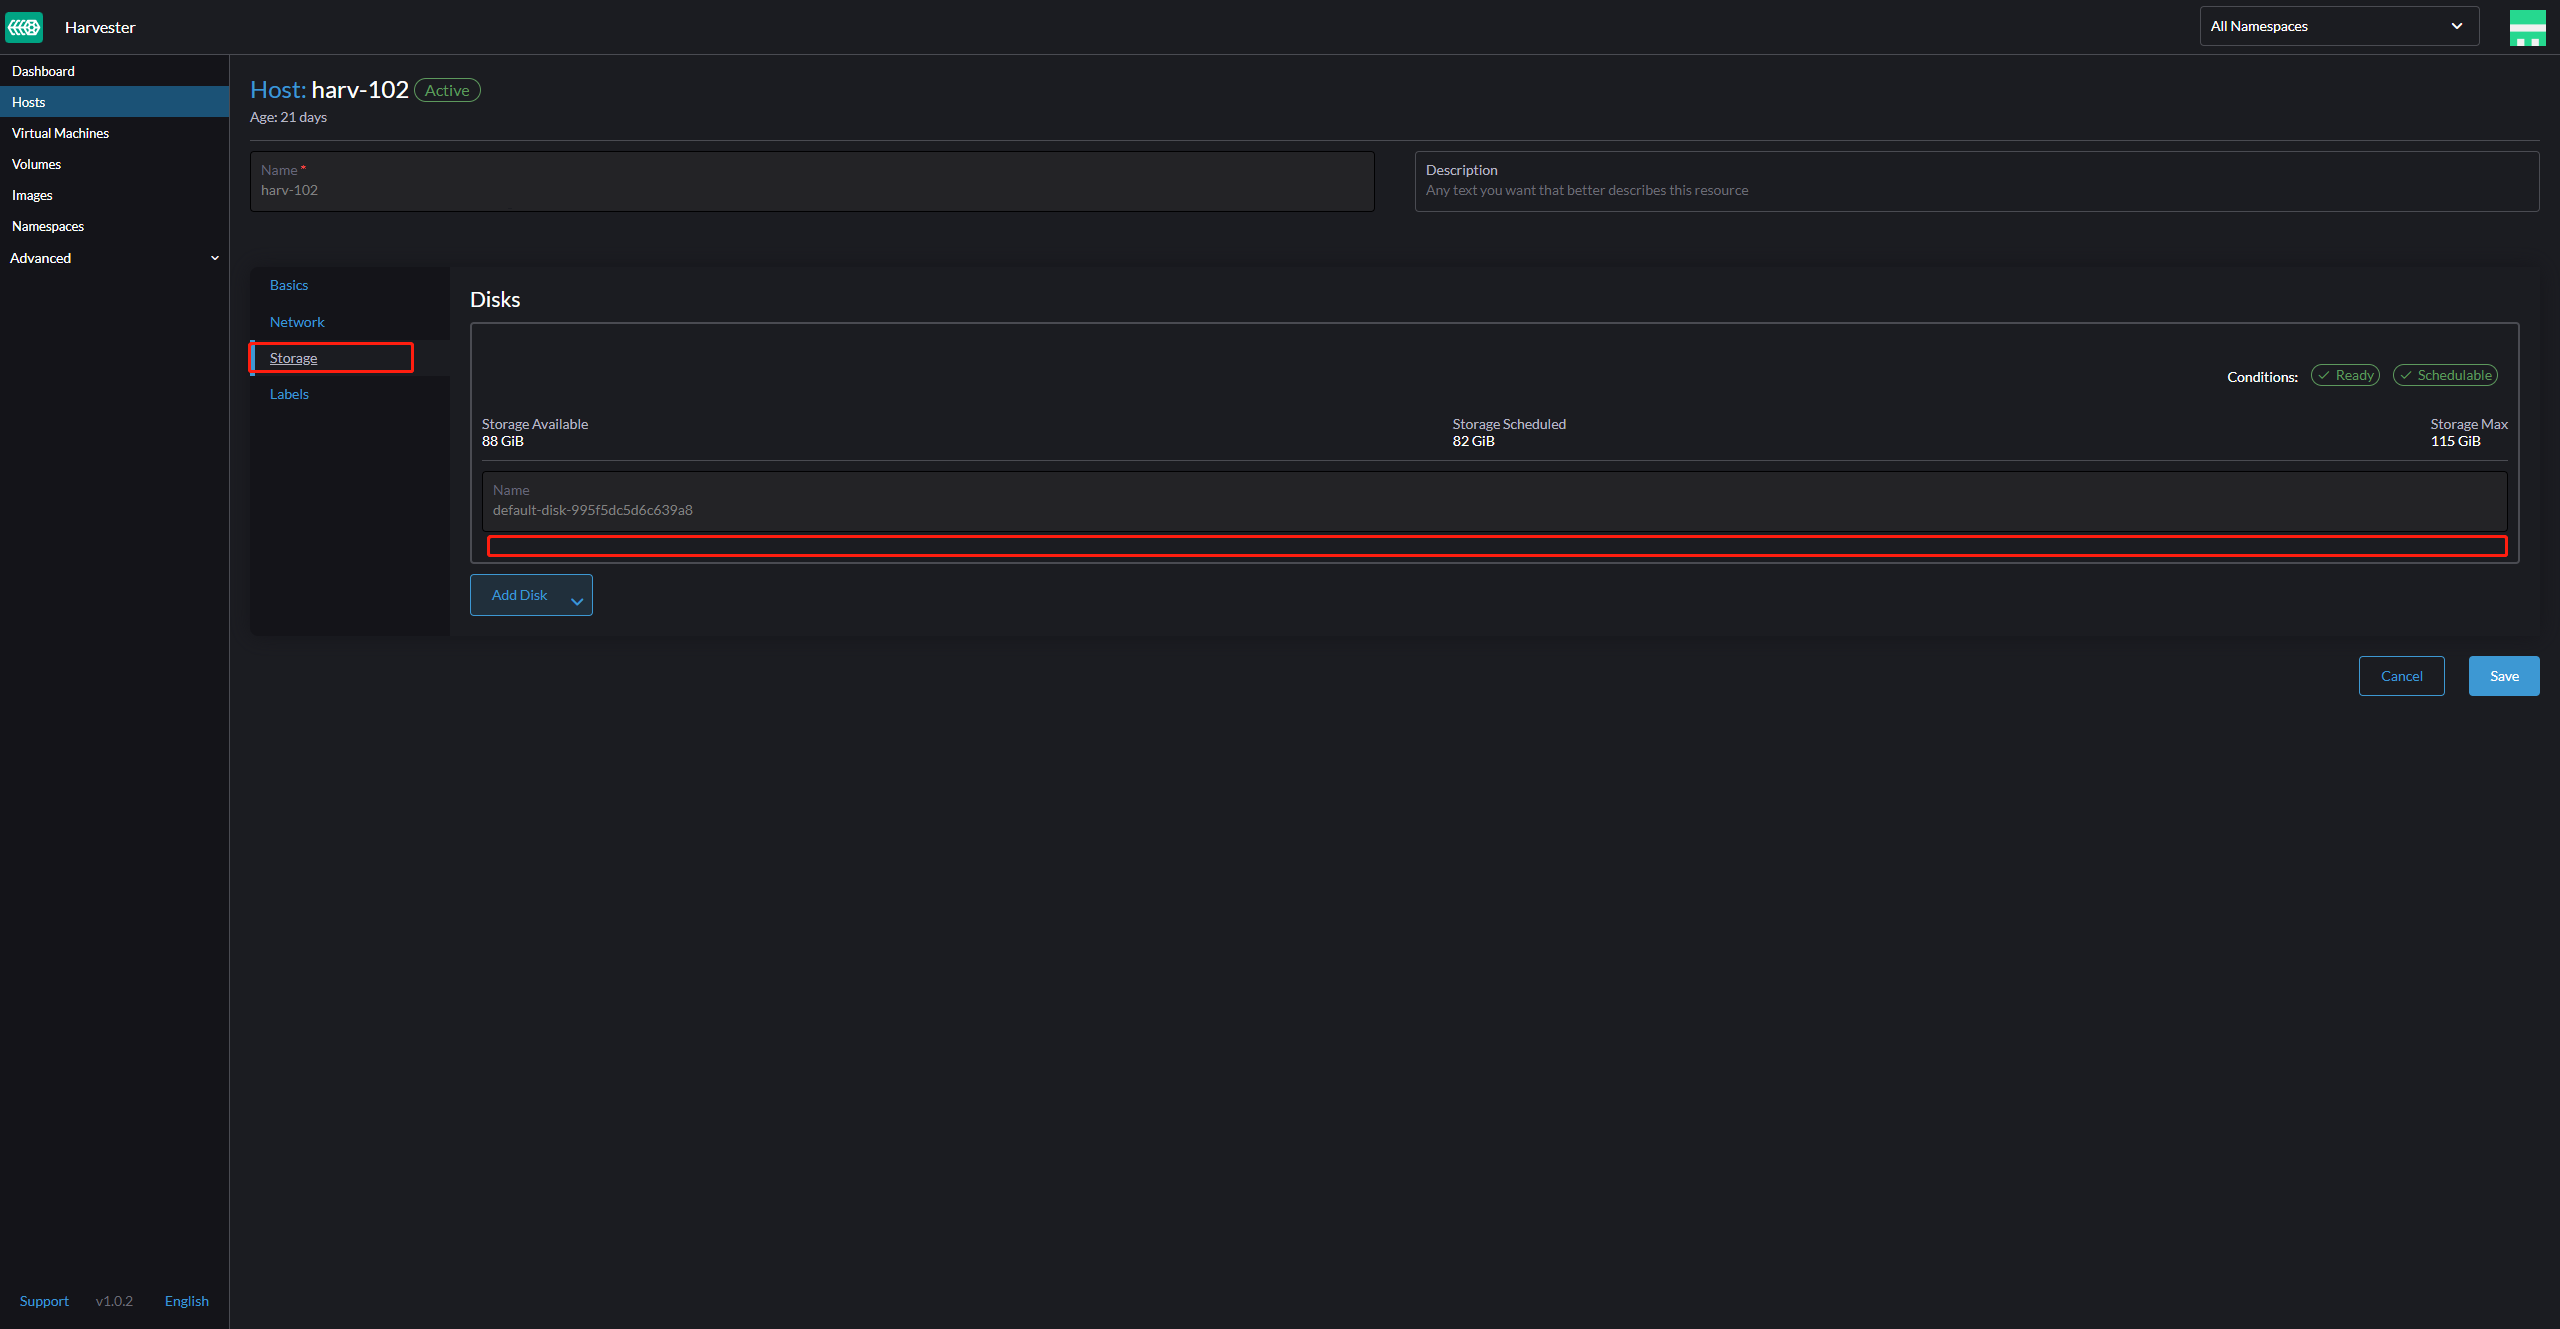 Harvester
All Namespaces
Dashboard
Hosts
Virtual Machines
Volumes
Images
Namespaces
Advanced
Host: harv-102 Active
Age: 21 days
Name *
harv-102
Description
Any text you want that better describes this resource
Basics
Network
Storage
Labels
Disks
Conditions: Ready Schedulable
Storage Available
88 GiB
Storage Scheduled
82 GiB
Storage Max
115 GiB
Name
default-disk-995f5dc5d6c639a8
Add Disk
Cancel Save
Support v1.0.2 English